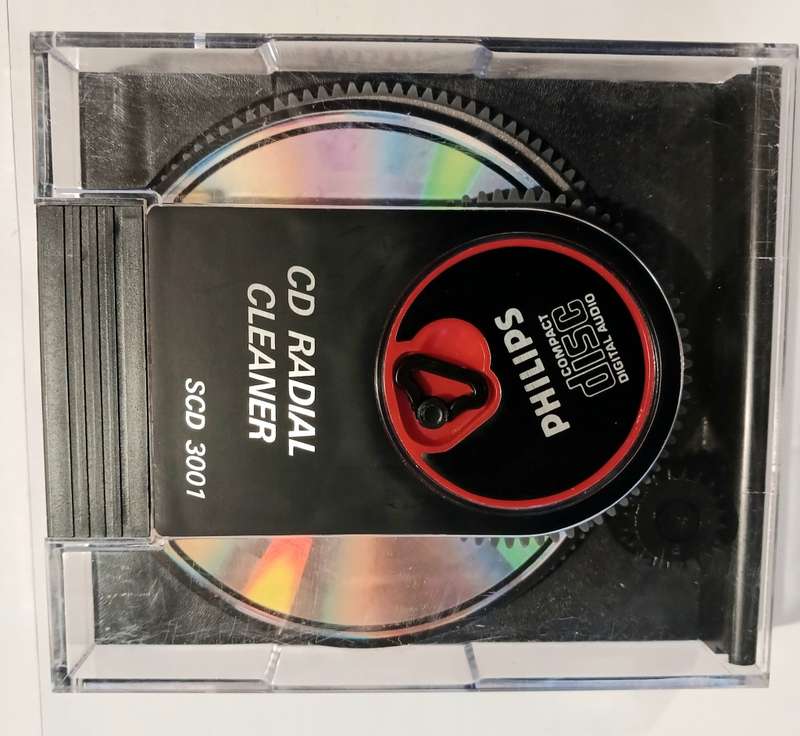 CD RADIAL
CLEANER
SCD 3001
PHILIPS
COMPACT
disc
DIGITAL AUDIO